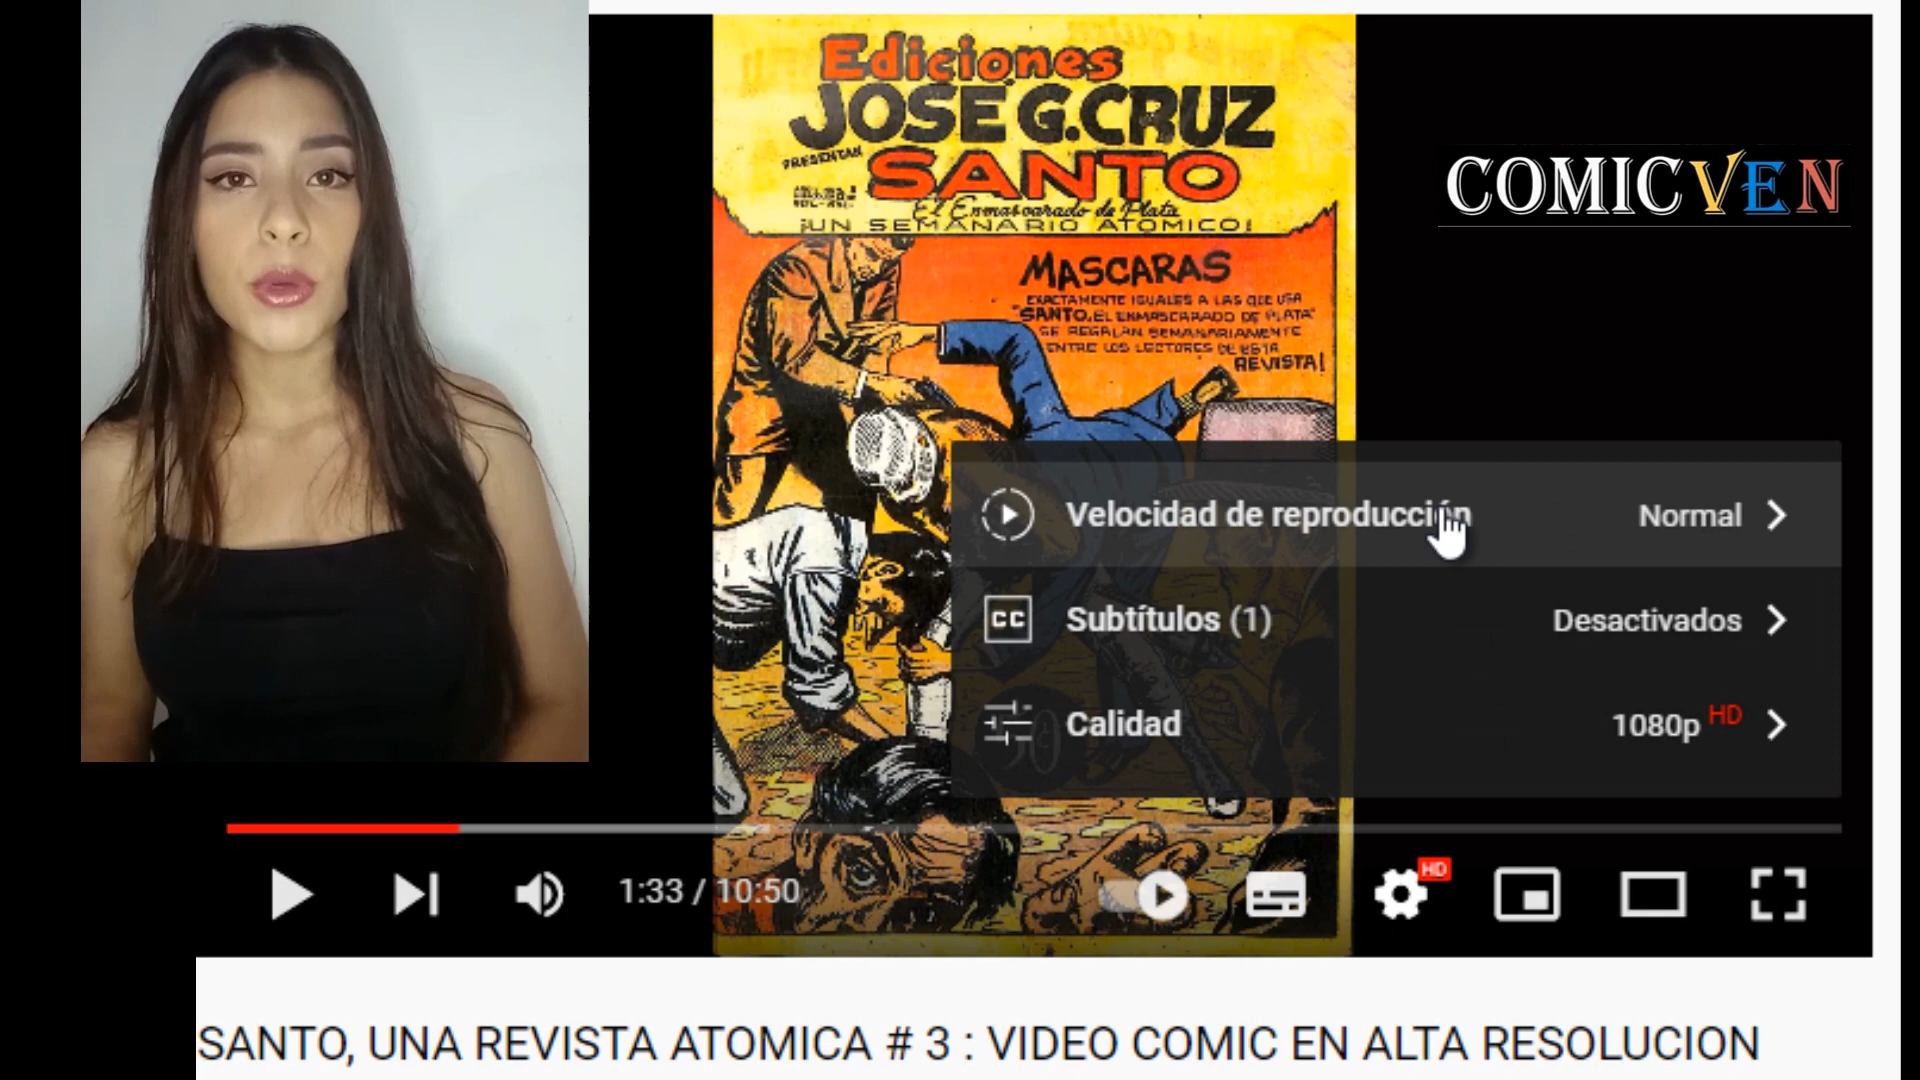 Ediciones
JOSE G. CRUZ
PRESENTAN
SANTO
El Enmascarado de Plata
¡UN SEMANARIO ATOMICO!
MASCARAS
EXACTAMENTE IGUALES A LAS QUE USA
"SANTO, EL ENMASCARADO DE PLATA"
SE REGALAN SEMANARIAMENTE
ENTRE LOS LECTORES DE ESTA
REVISTA!
COMICVEN
Velocidad de reproducción Normal
CC Subtítulos (1) Desactivados
Calidad 1080p HD
1:33 / 10:50
HD
SANTO, UNA REVISTA ATOMICA # 3 : VIDEO COMIC EN ALTA RESOLUCION